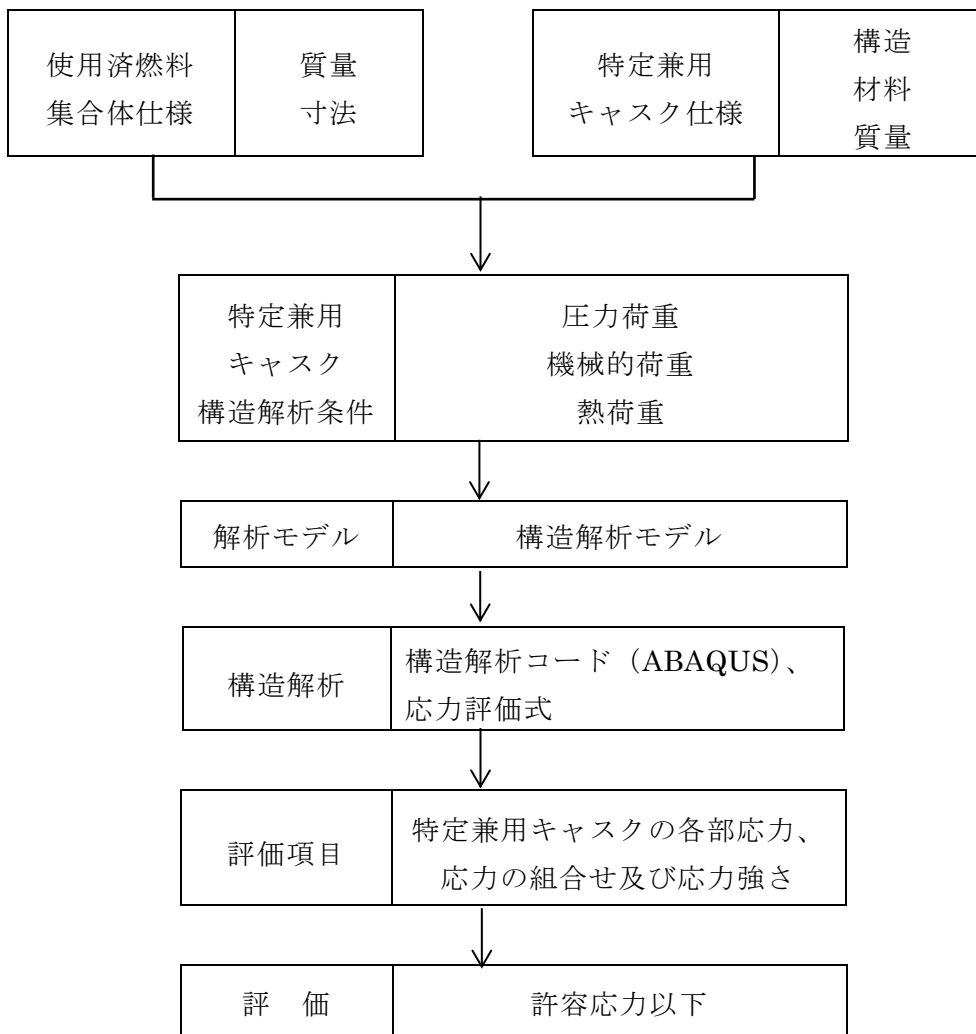 使用済燃料
集合体仕様
質量
寸法
特定兼用
キャスク仕様
構造
材料
質量
特定兼用
キャスク
構造解析条件
圧力荷重
機械的荷重
熱荷重
解析モデル
構造解析モデル
構造解析
構造解析コード（ABAQUS）、
応力評価式
評価項目
特定兼用キャスクの各部応力、
応力の組合せ及び応力強さ
評　価
許容応力以下